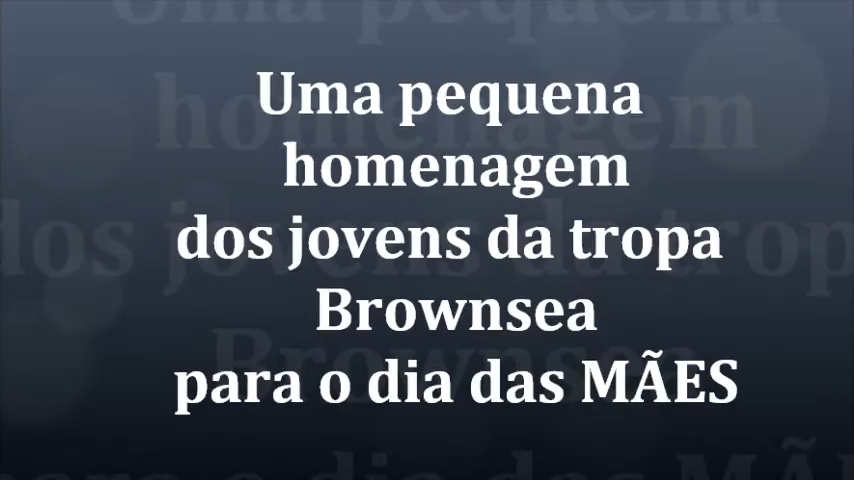 Uma pequena
homenagem
dos jovens da tropa
Brownsea
para o dia das MÃES